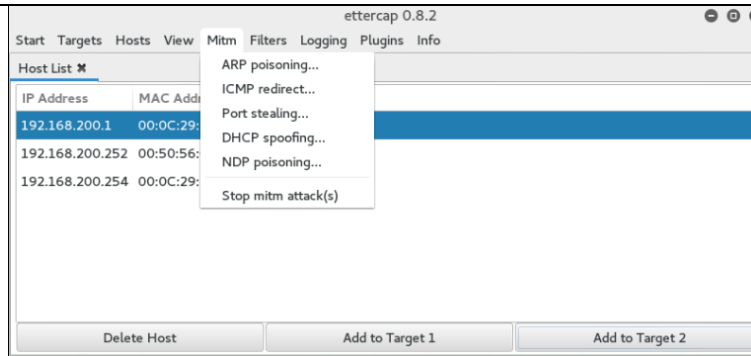 ettercap 0.8.2
Start Targets Hosts View Mitm Filters Logging Plugins Info
Host List ✖
ARP poisoning...
ICMP redirect...
Port stealing...
DHCP spoofing...
NDP poisoning...
Stop mitm attack(s)
IP Address MAC
192.168.200.1 00:0C:29:
192.168.200.252 00:50:56:
192.168.200.254 00:0C:29:
Delete Host Add to Target 1 Add to Target 2